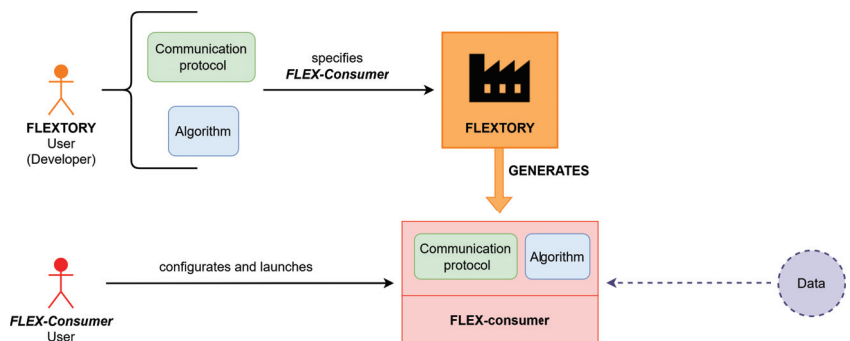 Communication
protocol
Algorithm
FLEXTORY
User
(Developer)
specifies
FLEX-Consumer
FLEXTORY
GENERATES
Communication
protocol
Algorithm
FLEX-consumer
configurates and launches
FLEX-Consumer
User
Data